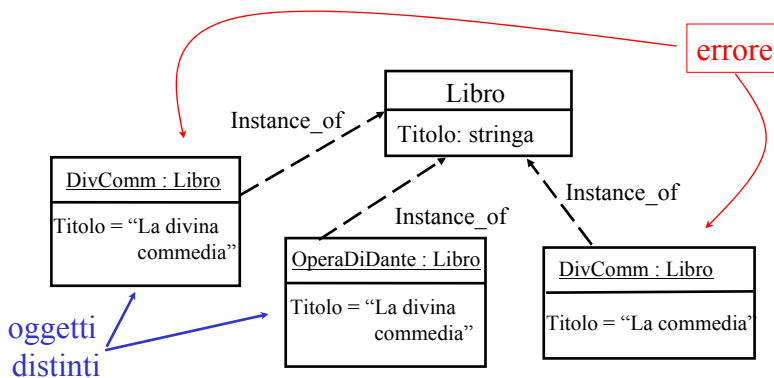 errore
Libro
Titolo: stringa
Instance_of
DivComm : Libro
Titolo = “La divina
commedia”
Instance_of
Instance_of
OperaDiDante : Libro
Titolo = “La divina
commedia”
DivComm : Libro
Titolo = “La commedia”
oggetti
distinti